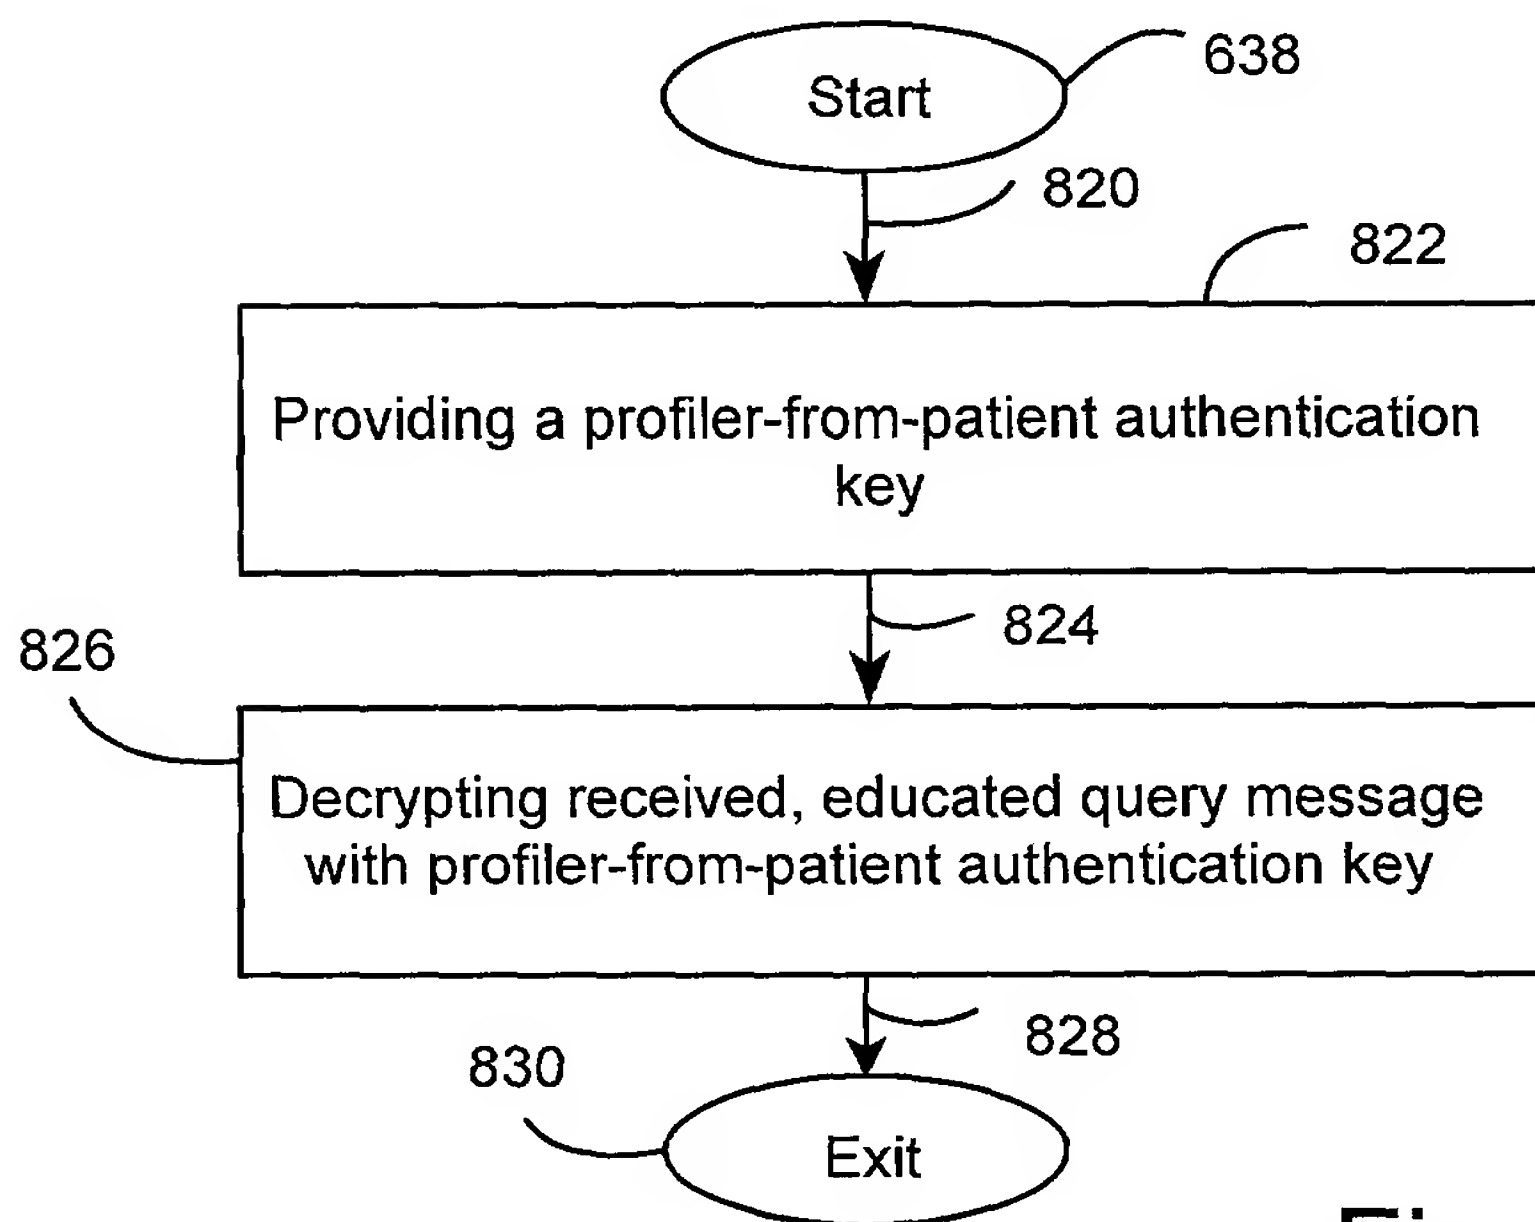 Start
638
820
822
Providing a profiler-from-patient authentication
key
824
826
Decrypting received, educated query message
with profiler-from-patient authentication key
828
830
Exit